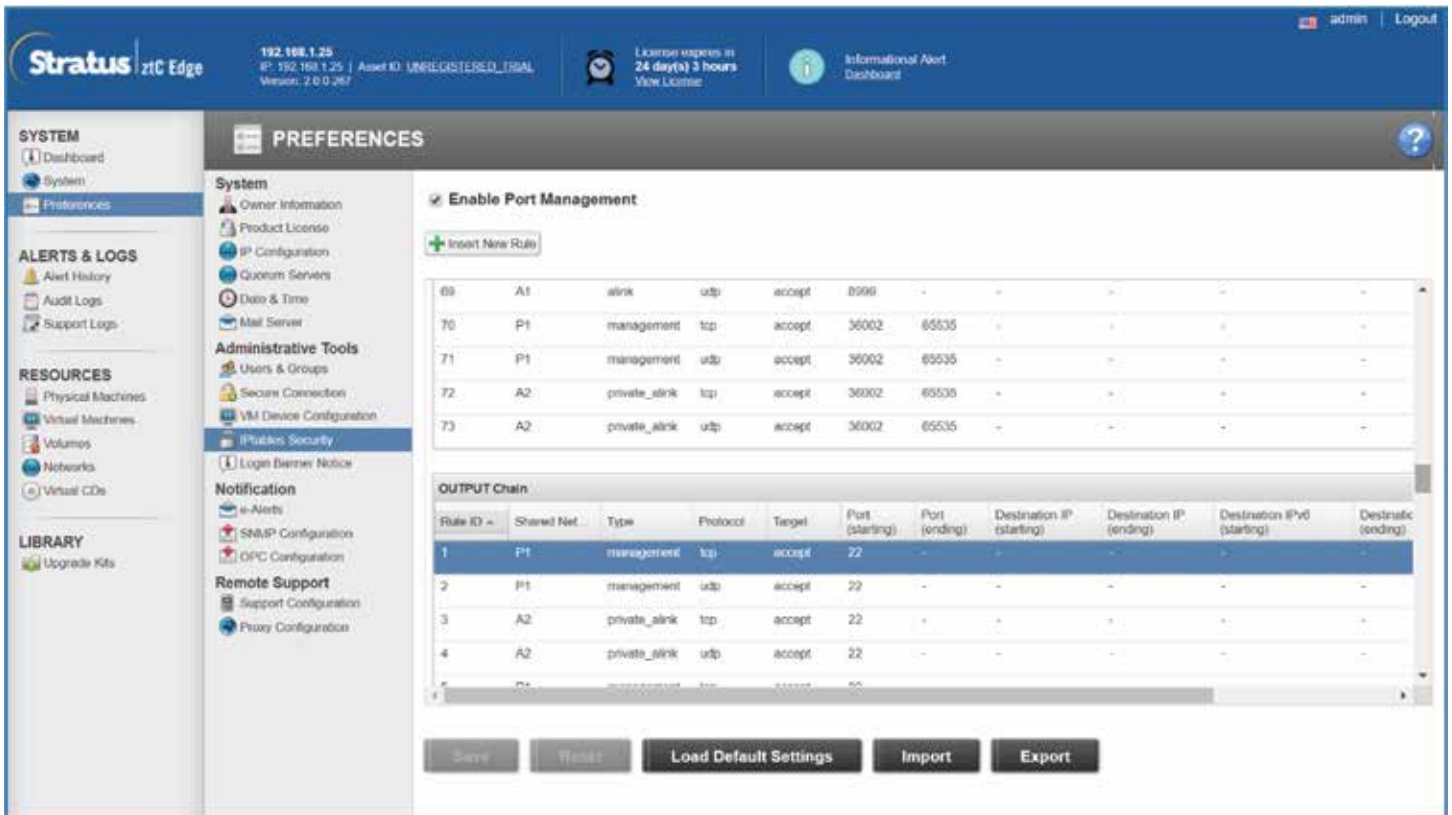 admin | Logout
Stratus ztC Edge
192.168.1.25
IP: 192.168.1.25 | Asset ID: UNREGISTERED_TRIAL
Version: 2.0.0-267
License expires in
24 day(s) 3 hours
View License
Informational Alert
Dashboard
SYSTEM
Dashboard
System
Preferences
ALERTS & LOGS
Alert History
Audit Logs
Support Logs
RESOURCES
Physical Machines
Virtual Machines
Volumes
Networks
Virtual CDs
LIBRARY
Upgrade Kits
PREFERENCES
?
System
Owner Information
Product License
IP Configuration
Quorum Servers
Date & Time
Mail Server
Administrative Tools
Users & Groups
Secure Connection
VM Device Configuration
IPtables Security
Login Banner Notice
Notification
e-Alerts
SNMP Configuration
OPC Configuration
Remote Support
Support Configuration
Proxy Configuration
Enable Port Management
Insert New Rule
69 A1 alink udp accept 8999 - - - - -
70 P1 management tcp accept 36002 65535 - - - -
71 P1 management udp accept 36002 65535 - - - -
72 A2 private_alink tcp accept 36002 65535 - - - -
73 A2 private_alink udp accept 36002 65535 - - - -
OUTPUT Chain
Rule ID Shared Net... Type Protocol Target Port (starting) Port (ending) Destination IP (starting) Destination IP (ending) Destination IPv6 (starting) Destinatic (ending)
1 P1 management tcp accept 22 - - - - -
2 P1 management udp accept 22 - - - - -
3 A2 private_alink tcp accept 22 - - - - -
4 A2 private_alink udp accept 22 - - - - -
Save Reset Load Default Settings Import Export